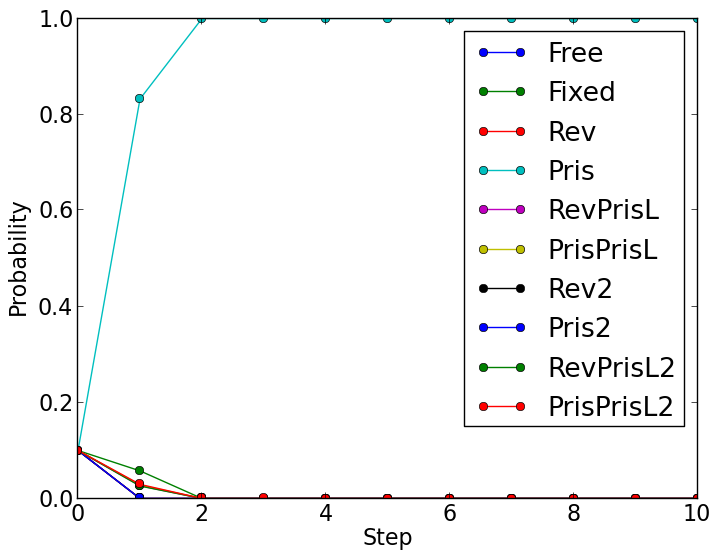 1.0
0.8
0.6
0.4
0.2
0.0
Probability
0 2 4 6 8 10
Step
Free
Fixed
Rev
Pris
RevPrisL
PrisPrisL
Rev2
Pris2
RevPrisL2
PrisPrisL2